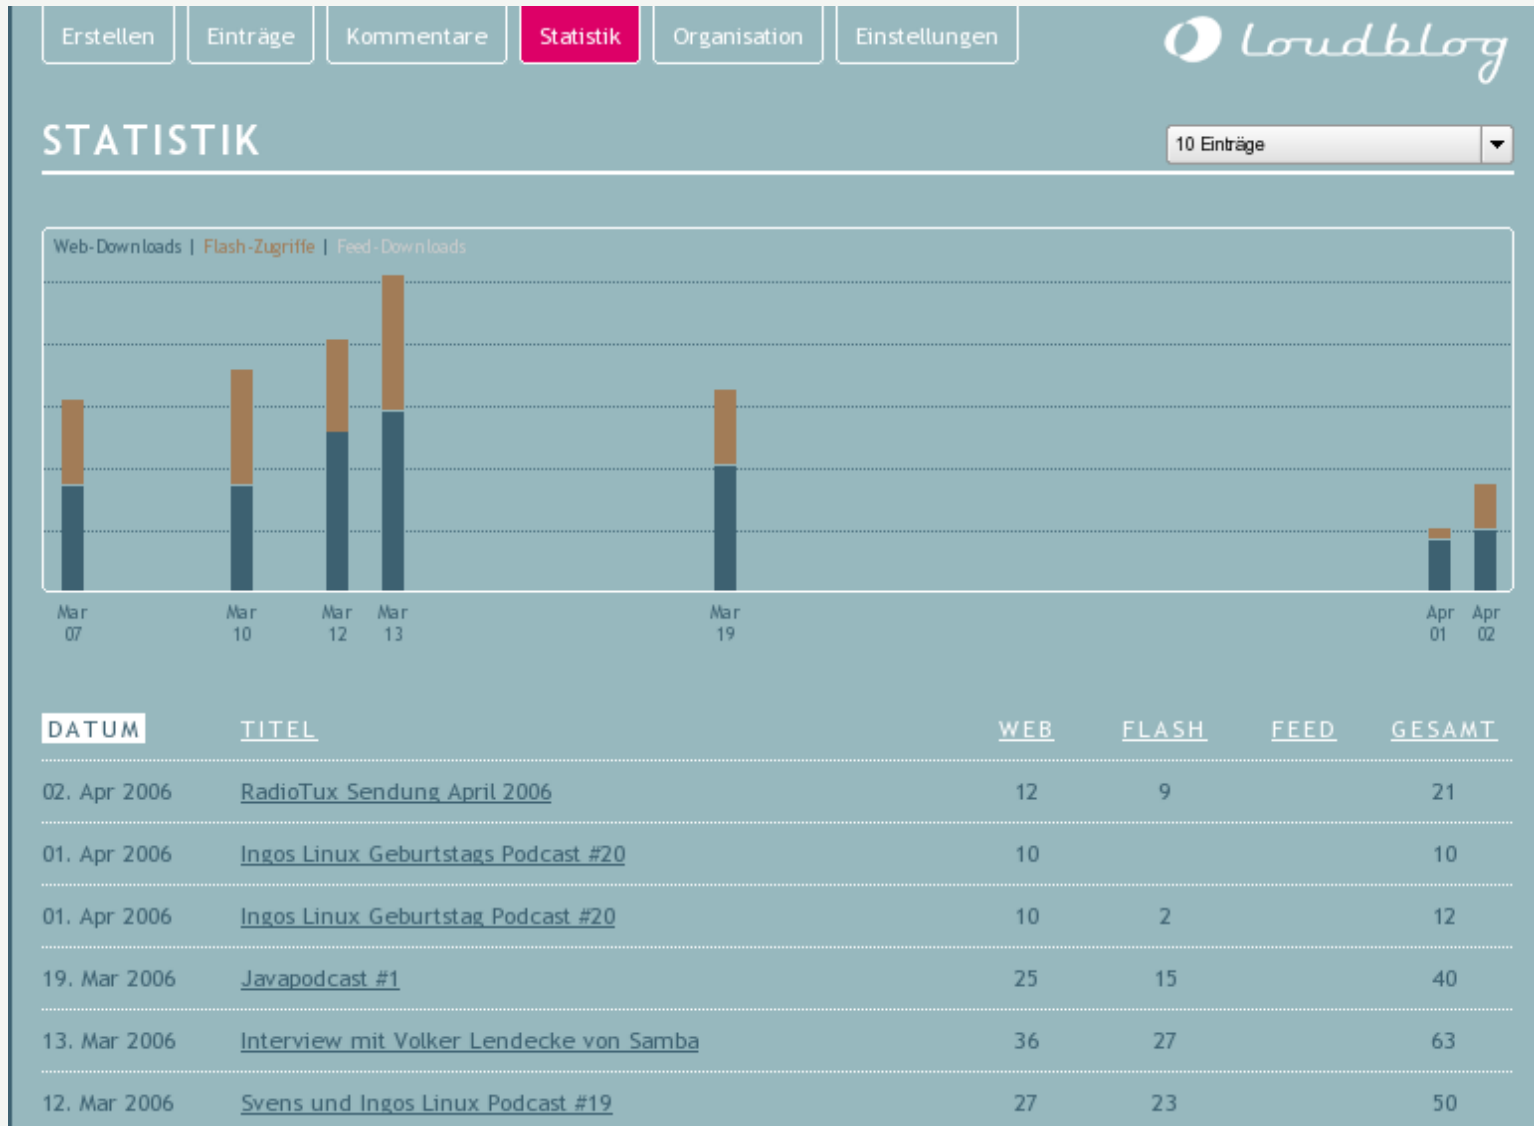 Erstellen Einträge Kommentare Statistik Organisation Einstellungen Loudblog
STATISTIK 10 Einträge
Web-Downloads | Flash-Zugriffe | Feed-Downloads
Mar Mar Mar Mar Mar Apr Apr
07 10 12 13 19 01 02
DATUM TITEL WEB FLASH FEED GESAMT
02. Apr 2006 RadioTux Sendung April 2006 12 9 21
01. Apr 2006 Ingos Linux Geburtstags Podcast #20 10 10
01. Apr 2006 Ingos Linux Geburtstag Podcast #20 10 2 12
19. Mar 2006 Javapodcast #1 25 15 40
13. Mar 2006 Interview mit Volker Lendecke von Samba 36 27 63
12. Mar 2006 Svens und Ingos Linux Podcast #19 27 23 50